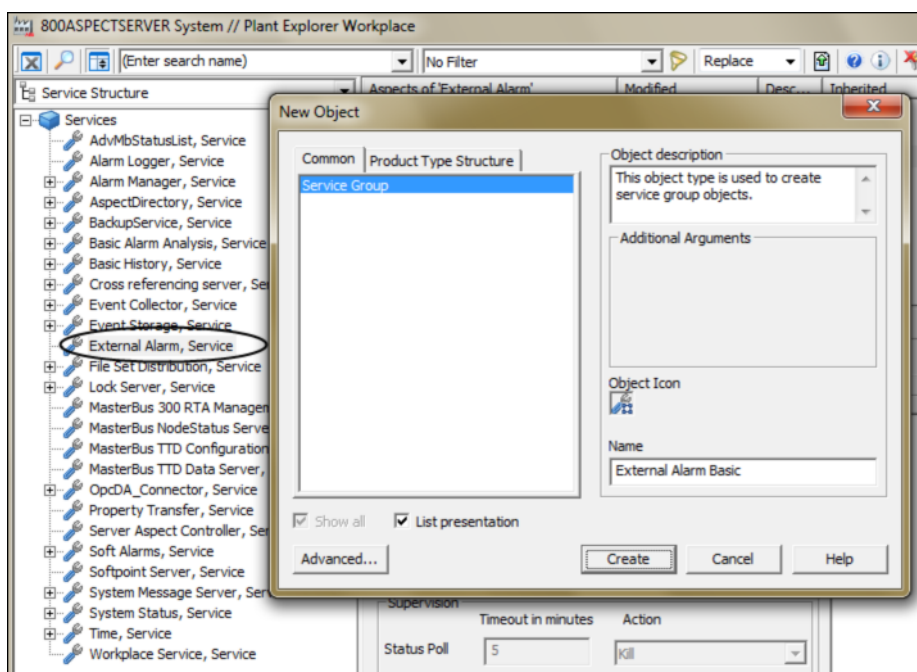 800ASPECTSERVER System // Plant Explorer Workplace
(Enter search name)
No Filter
Replace
Service Structure
Aspects of 'External Alarm'
Modified
Desc...
Inherited
Services
AdvMbStatusList, Service
Alarm Logger, Service
Alarm Manager, Service
AspectDirectory, Service
BackupService, Service
Basic Alarm Analysis, Service
Basic History, Service
Cross referencing server, Se
Event Collector, Service
Event Storage, Service
External Alarm, Service
File Set Distribution, Service
Lock Server, Service
MasterBus 300 RTA Managem
MasterBus NodeStatus Serve
MasterBus TTD Configuration
MasterBus TTD Data Server,
OpcDA_Connector, Service
Property Transfer, Service
Server Aspect Controller, Ser
Soft Alarms, Service
Softpoint Server, Service
System Message Server, Serv
System Status, Service
Time, Service
Workplace Service, Service
New Object
Common
Product Type Structure
Service Group
Object description
This object type is used to create
service group objects.
Additional Arguments
Object Icon
Name
External Alarm Basic
Show all
List presentation
Advanced...
Create
Cancel
Help
Supervision
Timeout in minutes
Action
Status Poll
5
Kill